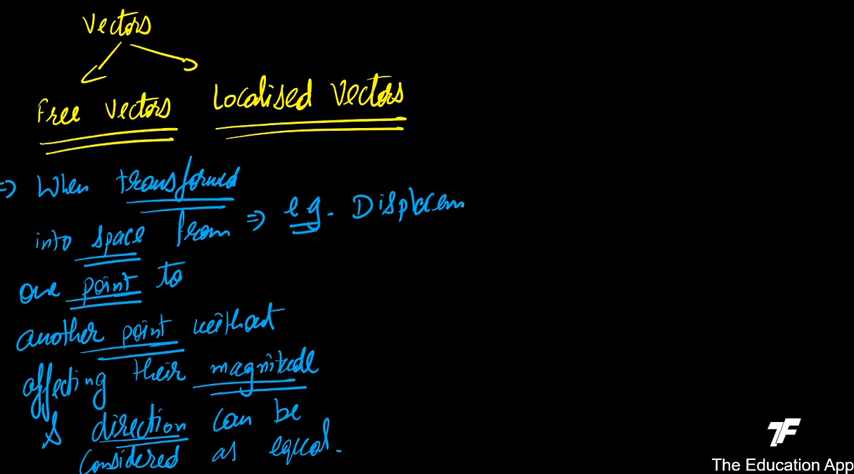 Vectors
Free Vectors Localised Vectors
=> When transformed
into space from => eg. Displacem
one point to
another point without
affecting their magnitude
& direction can be
considered as equal.
7F
The Education App